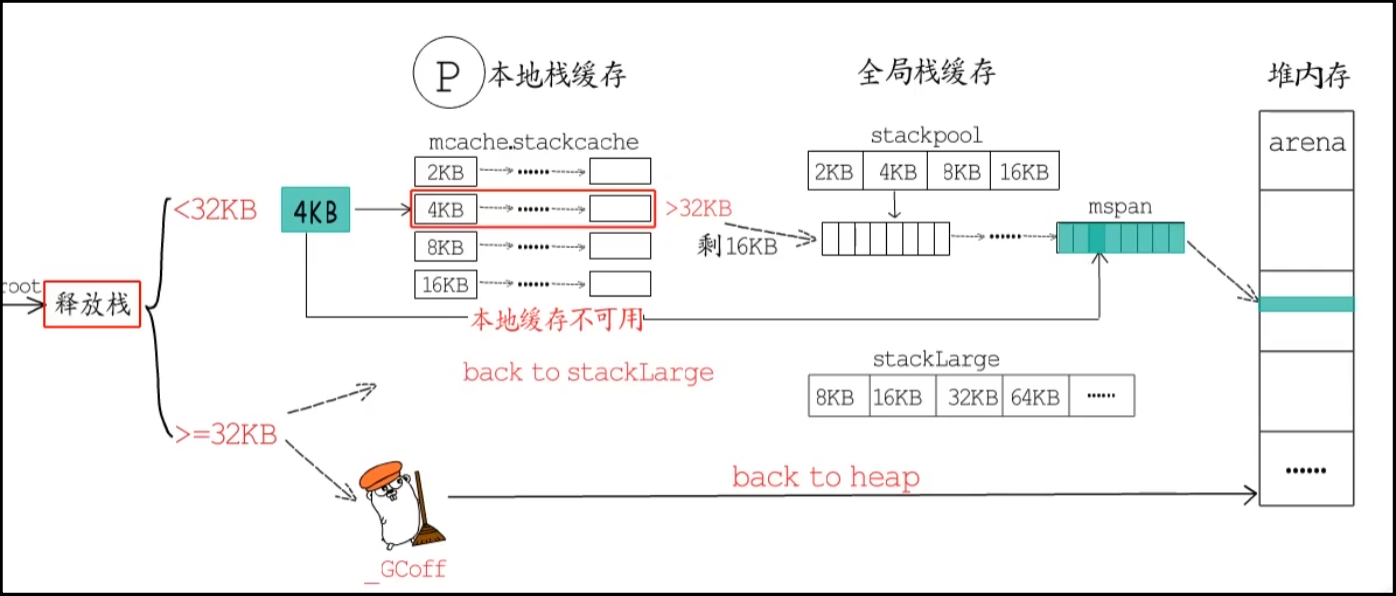 P
本地栈缓存
全局栈缓存
堆内存
mcache.stackcache
stackpool
arena
2KB ......
2KB 4KB 8KB 16KB
<32KB
4KB
4KB ......
>32KB
剩16KB
......
mspan
8KB ......
16KB ......
root
释放栈
本地缓存不可用
back to stackLarge
stackLarge
8KB 16KB 32KB 64KB ......
>=32KB
back to heap
......
_GCoff